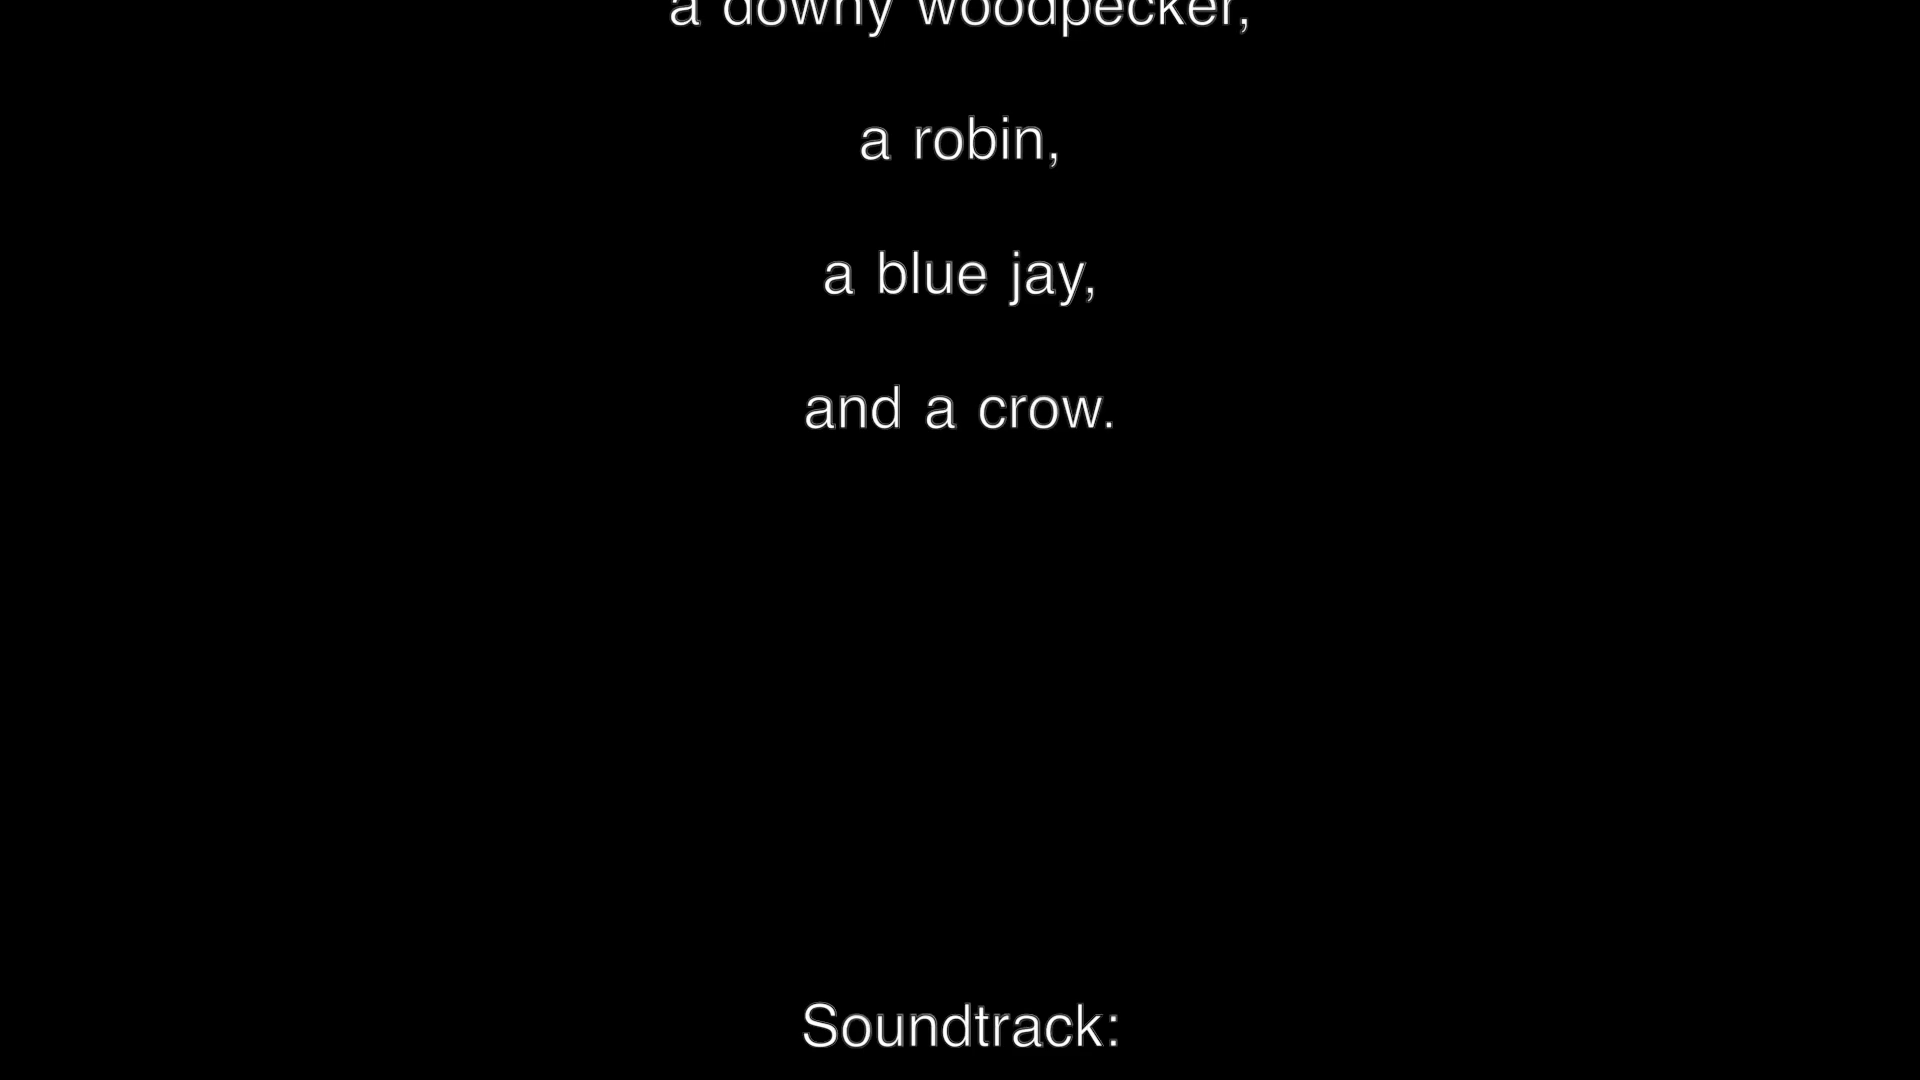 a downy woodpecker,
a robin,
a blue jay,
and a crow.
Soundtrack: